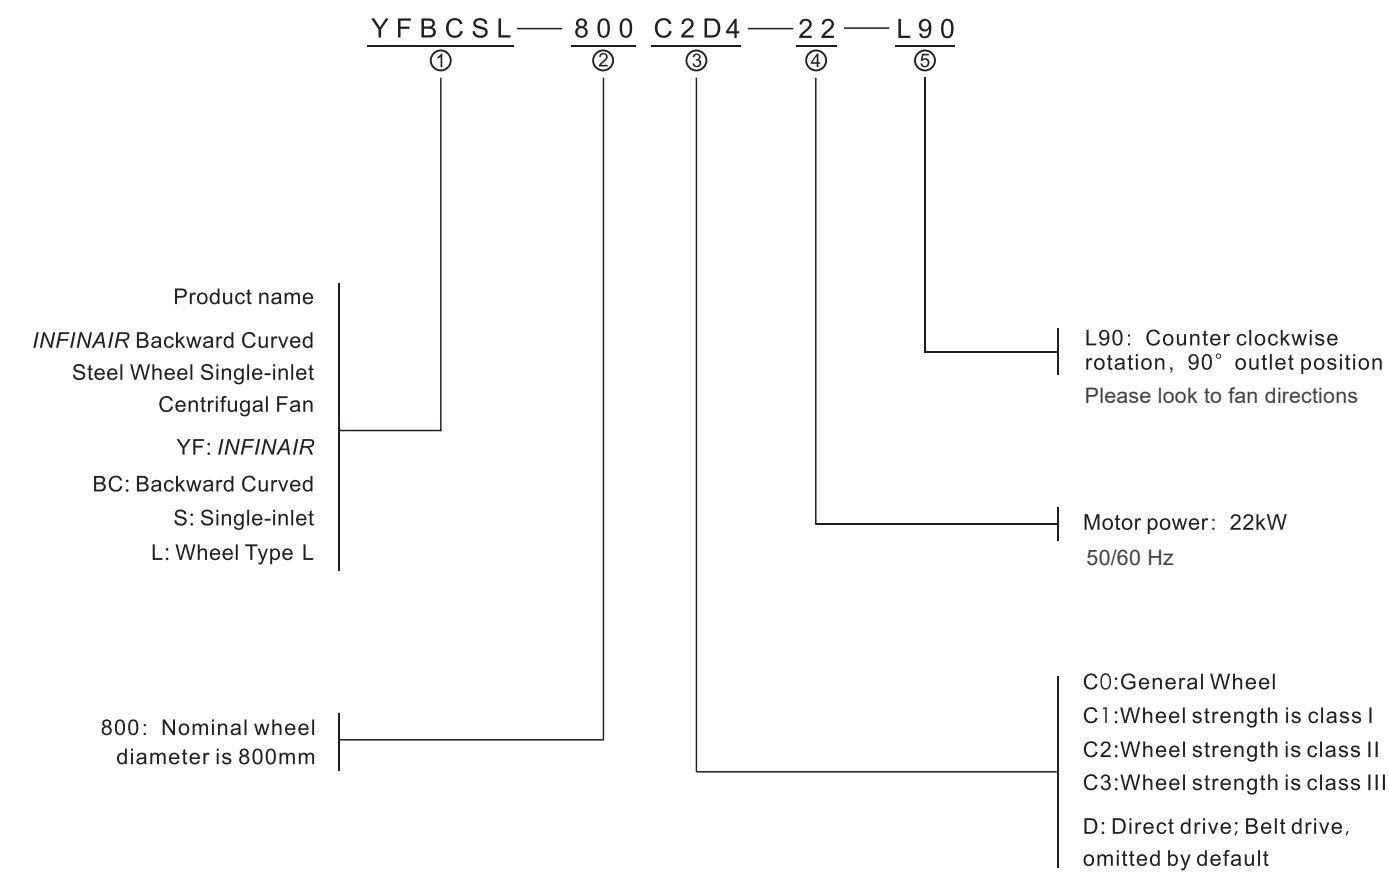 YFBCSL—800 C2D4—22—L90
① ② ③ ④ ⑤
Product name
INFINAIR Backward Curved
Steel Wheel Single-inlet
Centrifugal Fan
YF: INFINAIR
BC: Backward Curved
S: Single-inlet
L: Wheel Type L
800: Nominal wheel
diameter is 800mm
L90: Counter clockwise
rotation, 90° outlet position
Please look to fan directions
Motor power: 22kW
50/60 Hz
C0:General Wheel
C1:Wheel strength is class I
C2:Wheel strength is class II
C3:Wheel strength is class III
D: Direct drive; Belt drive,
omitted by default